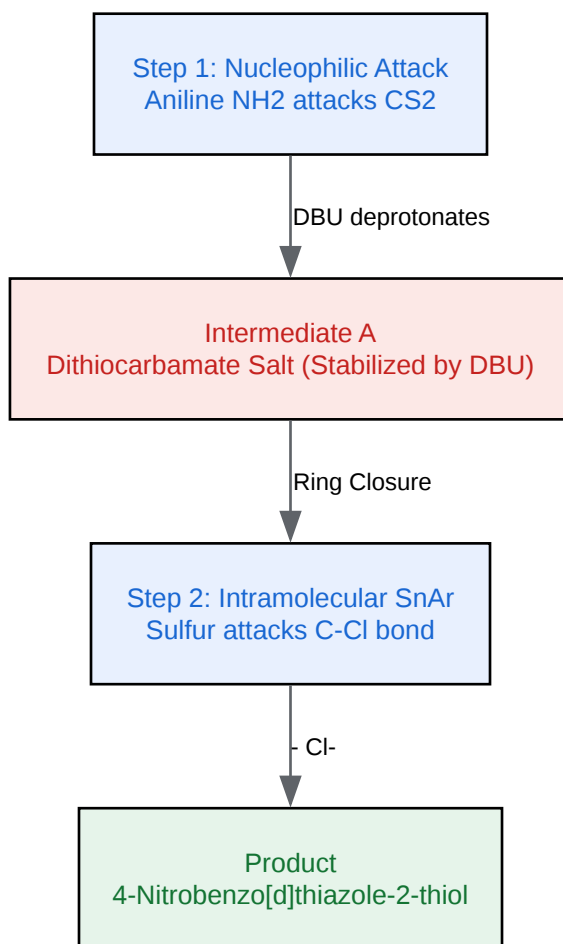 Step 1: Nucleophilic Attack
Aniline NH2 attacks CS2
DBU deprotonates
Intermediate A
Dithiocarbamate Salt (Stabilized by DBU)
Ring Closure
Step 2: Intramolecular SnAr
Sulfur attacks C-Cl bond
- Cl-
Product
4-Nitrobenzo[d]thiazole-2-thiol